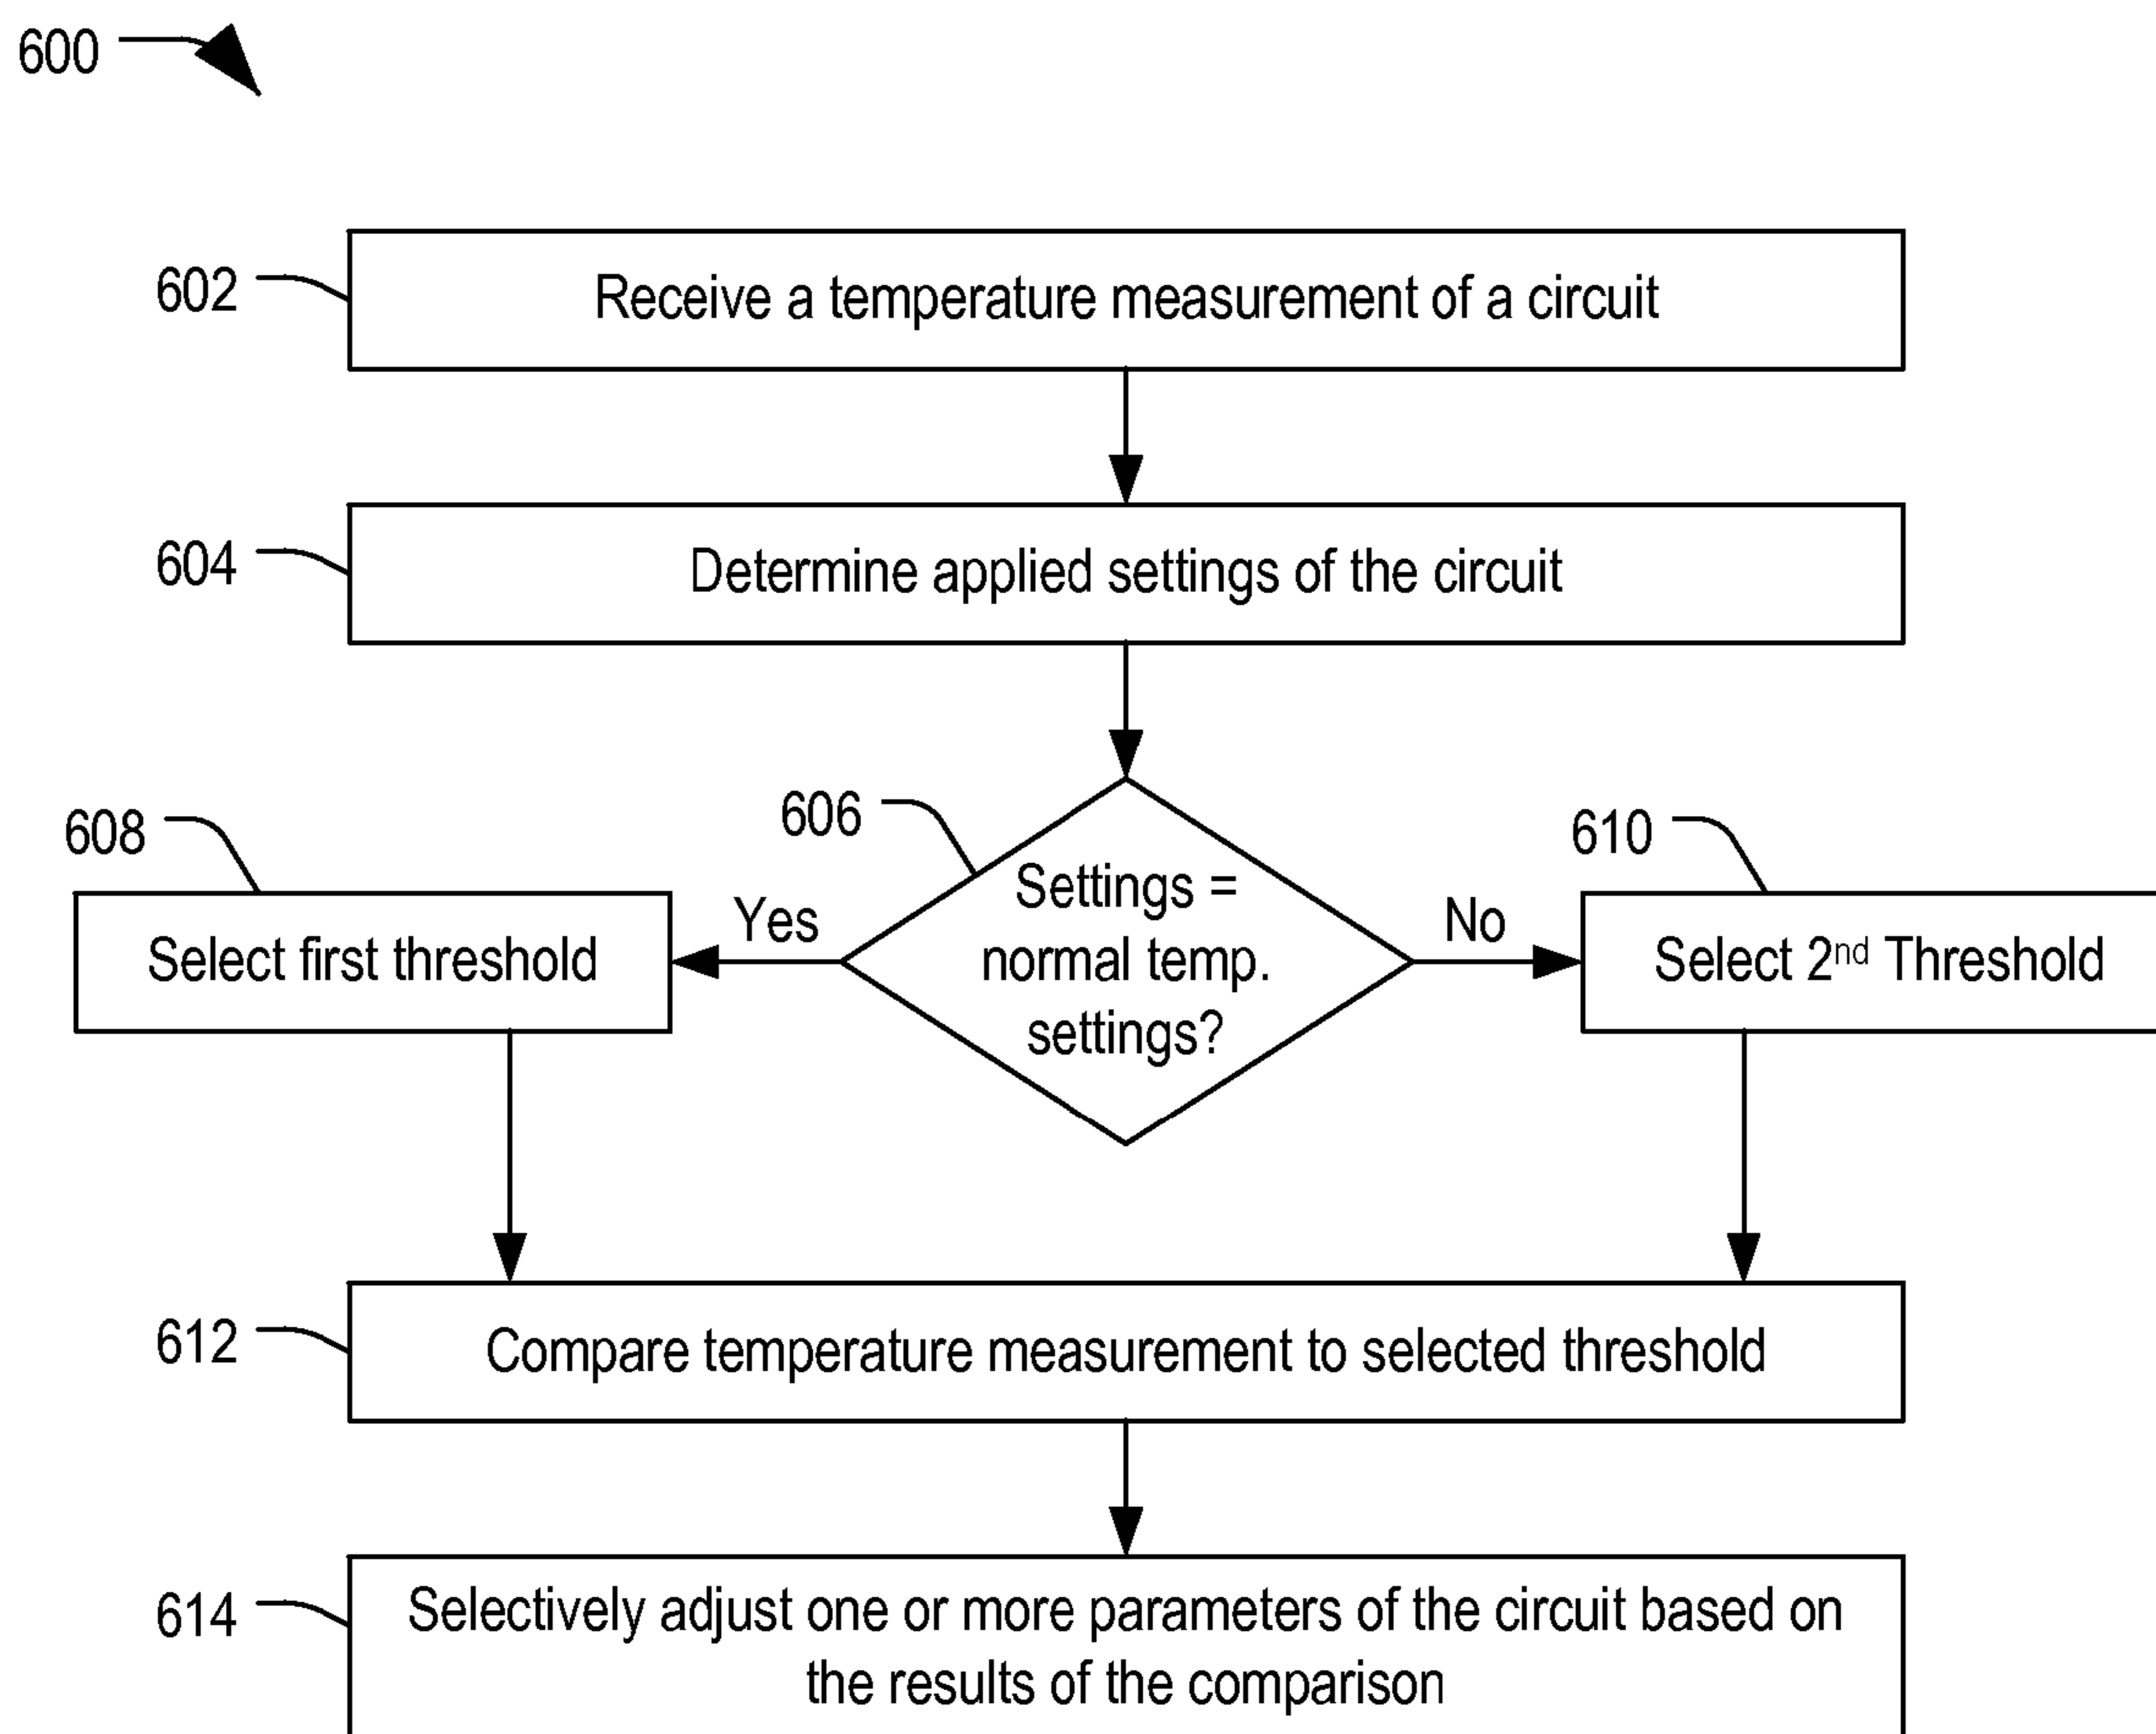 600
602
Receive a temperature measurement of a circuit
604
Determine applied settings of the circuit
606
608
610
Settings =
normal temp.
settings?
Yes
No
Select first threshold
Select 2nd Threshold
612
Compare temperature measurement to selected threshold
614
Selectively adjust one or more parameters of the circuit based on
the results of the comparison